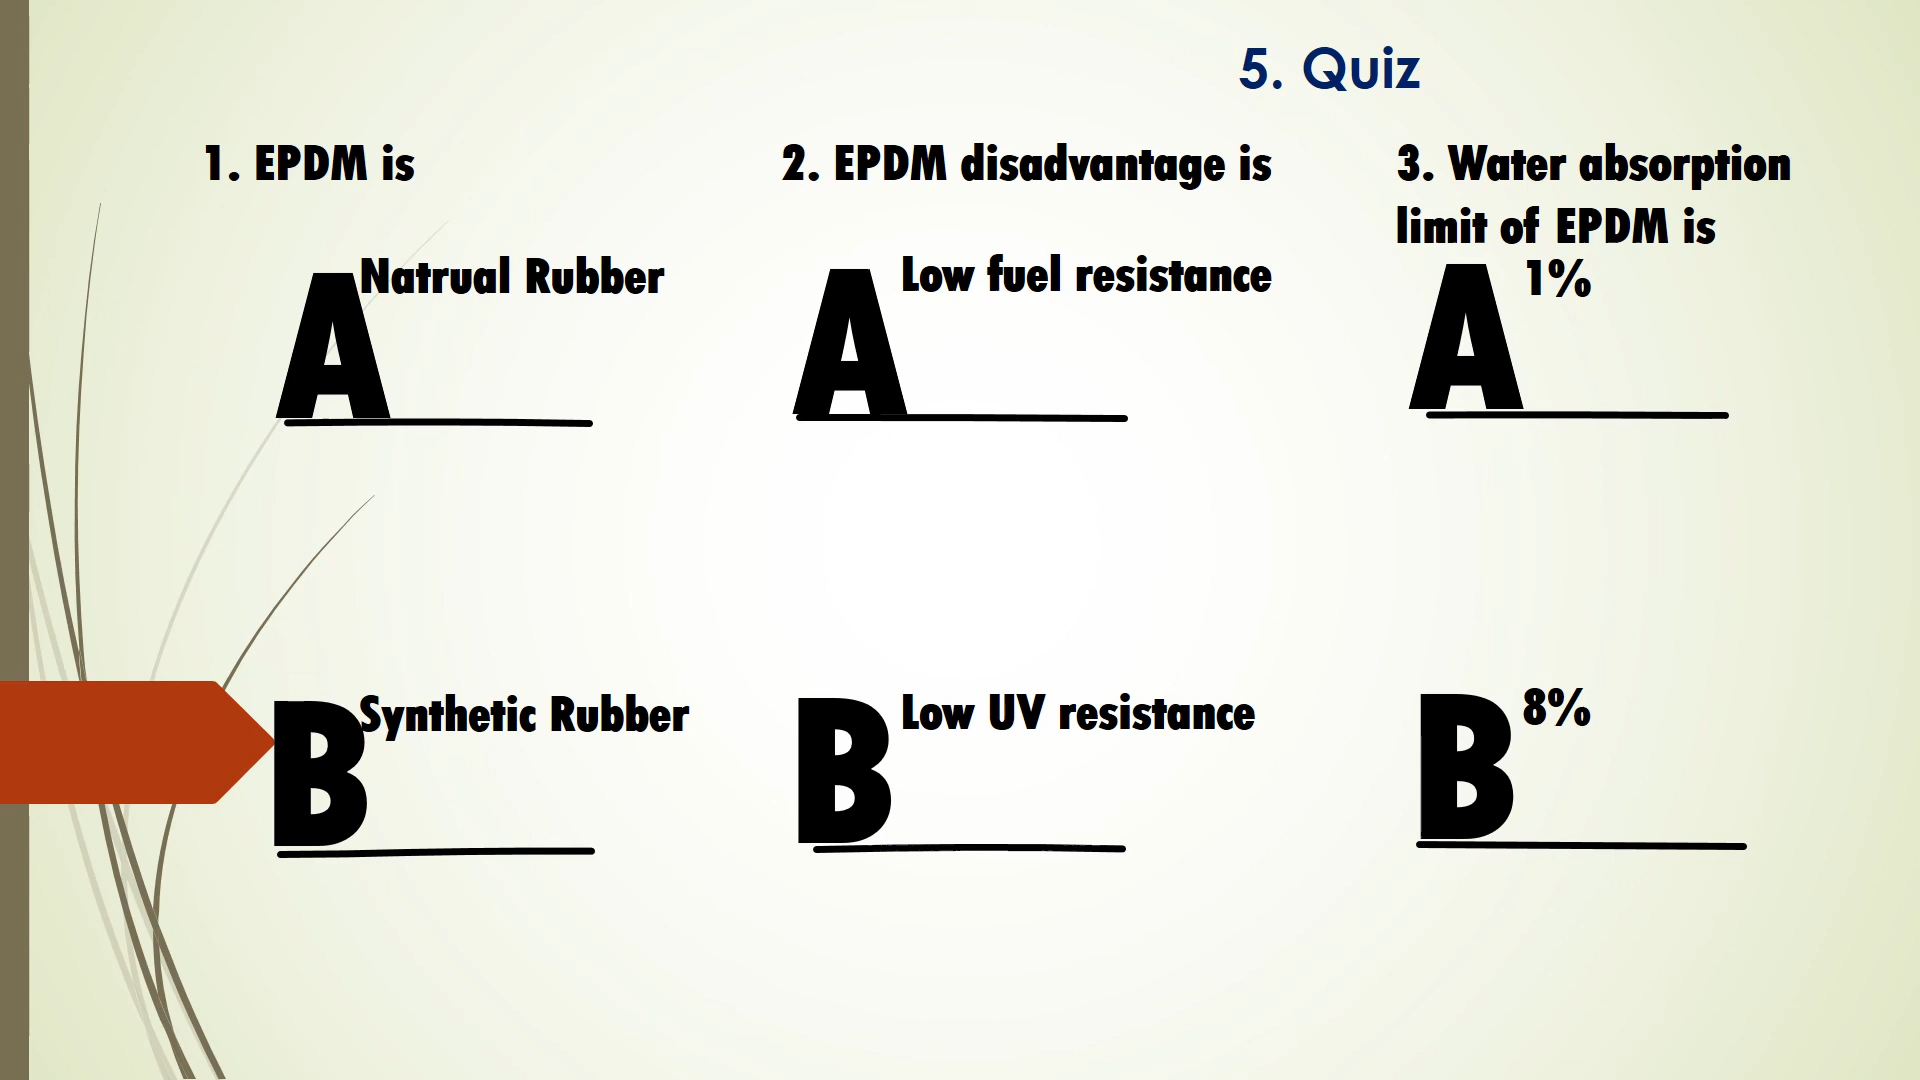 5. Quiz
1. EPDM is
A
Natrual Rubber
B
Synthetic Rubber
2. EPDM disadvantage is
A
Low fuel resistance
B
Low UV resistance
3. Water absorption
limit of EPDM is
A
1%
B
8%